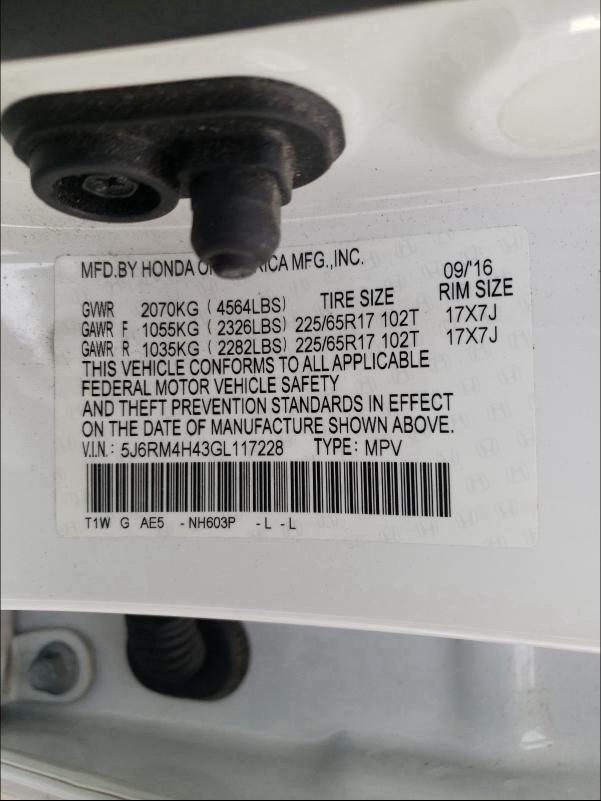 MFD.BY HONDA O RICA MFG.,INC. 09/'16
GVWR 2070KG ( 4564LBS) TIRE SIZE RIM SIZE
GAWR F 1055KG ( 2326LBS) 225/65R17 102T 17X7J
GAWR R 1035KG ( 2282LBS) 225/65R17 102T 17X7J
THIS VEHICLE CONFORMS TO ALL APPLICABLE
FEDERAL MOTOR VEHICLE SAFETY
AND THEFT PREVENTION STANDARDS IN EFFECT
ON THE DATE OF MANUFACTURE SHOWN ABOVE.
V.I.N.: 5J6RM4H43GL117228 TYPE: MPV
T1W G AE5 -NH603P -L -L